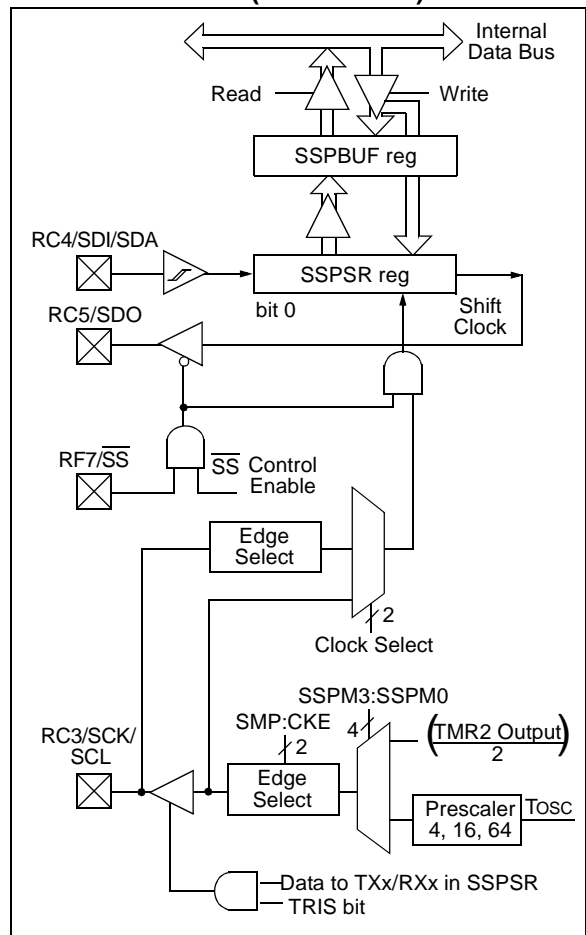 Internal
Data Bus
Read
Write
SSPBUF reg
RC4/SDI/SDA
SSPSR reg
bit 0
Shift
Clock
RC5/SDO
RF7/SS
SS Control
Enable
Edge
Select
2
Clock Select
SSPM3:SSPM0
SMP:CKE
4
(TMR2 Output)
2
2
RC3/SCK/
SCL
Edge
Select
Prescaler
4, 16, 64
TOSC
Data to TXx/RXx in SSPSR
TRIS bit